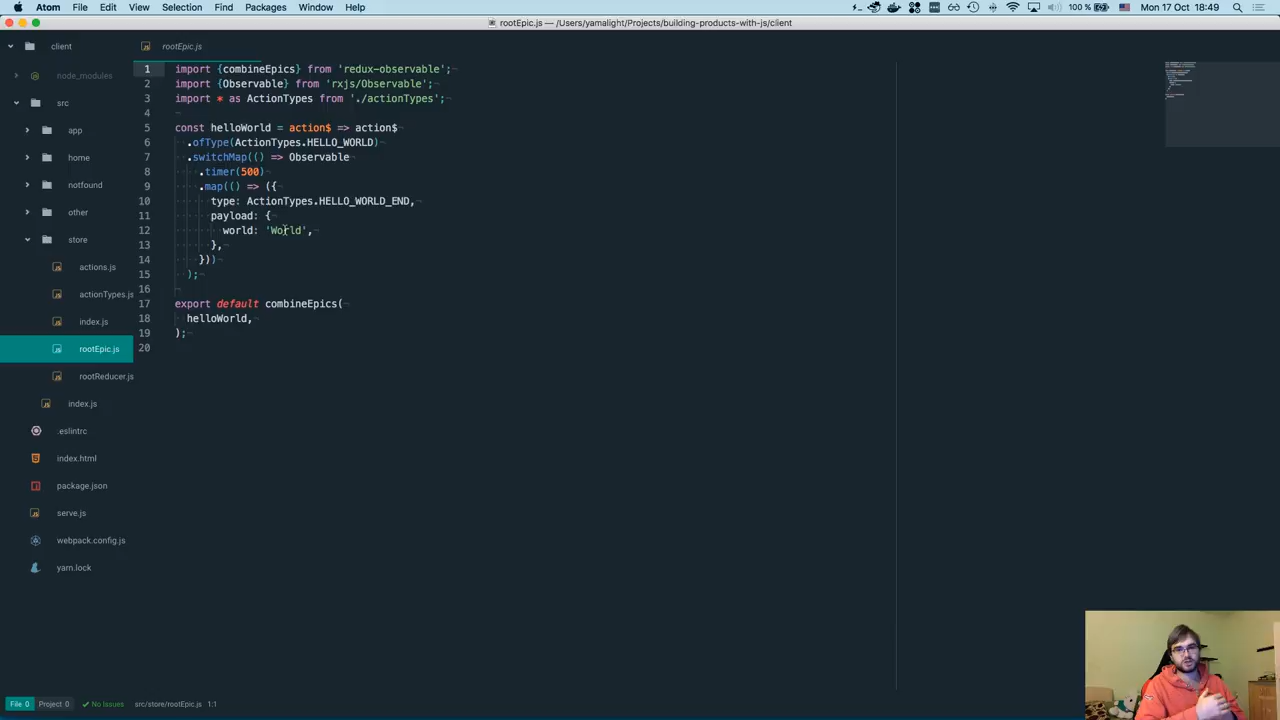 Atom File Edit View Selection Find Packages Window Help 100 % Mon 17 Oct 18:49
rootEpic.js — /Users/yamalight/Projects/building-products-with-js/client
client
node_modules
src
app
home
notfound
other
store
actions.js
actionTypes.js
index.js
rootEpic.js
rootReducer.js
index.js
.eslintrc
index.html
package.json
serve.js
webpack.config.js
yarn.lock
rootEpic.js
1 import {combineEpics} from 'redux-observable';
2 import {Observable} from 'rxjs/Observable';
3 import * as ActionTypes from './actionTypes';
4
5 const helloWorld = action$ => action$
6 .ofType(ActionTypes.HELLO_WORLD)
7 .switchMap(() => Observable
8 .timer(500)
9 .map(() => ({
10 type: ActionTypes.HELLO_WORLD_END,
11 payload: {
12 world: 'World',
13 },
14 }))
15 );
16
17 export default combineEpics(
18 helloWorld,
19 );
20
File 0 Project 0 No Issues src/store/rootEpic.js 1:1